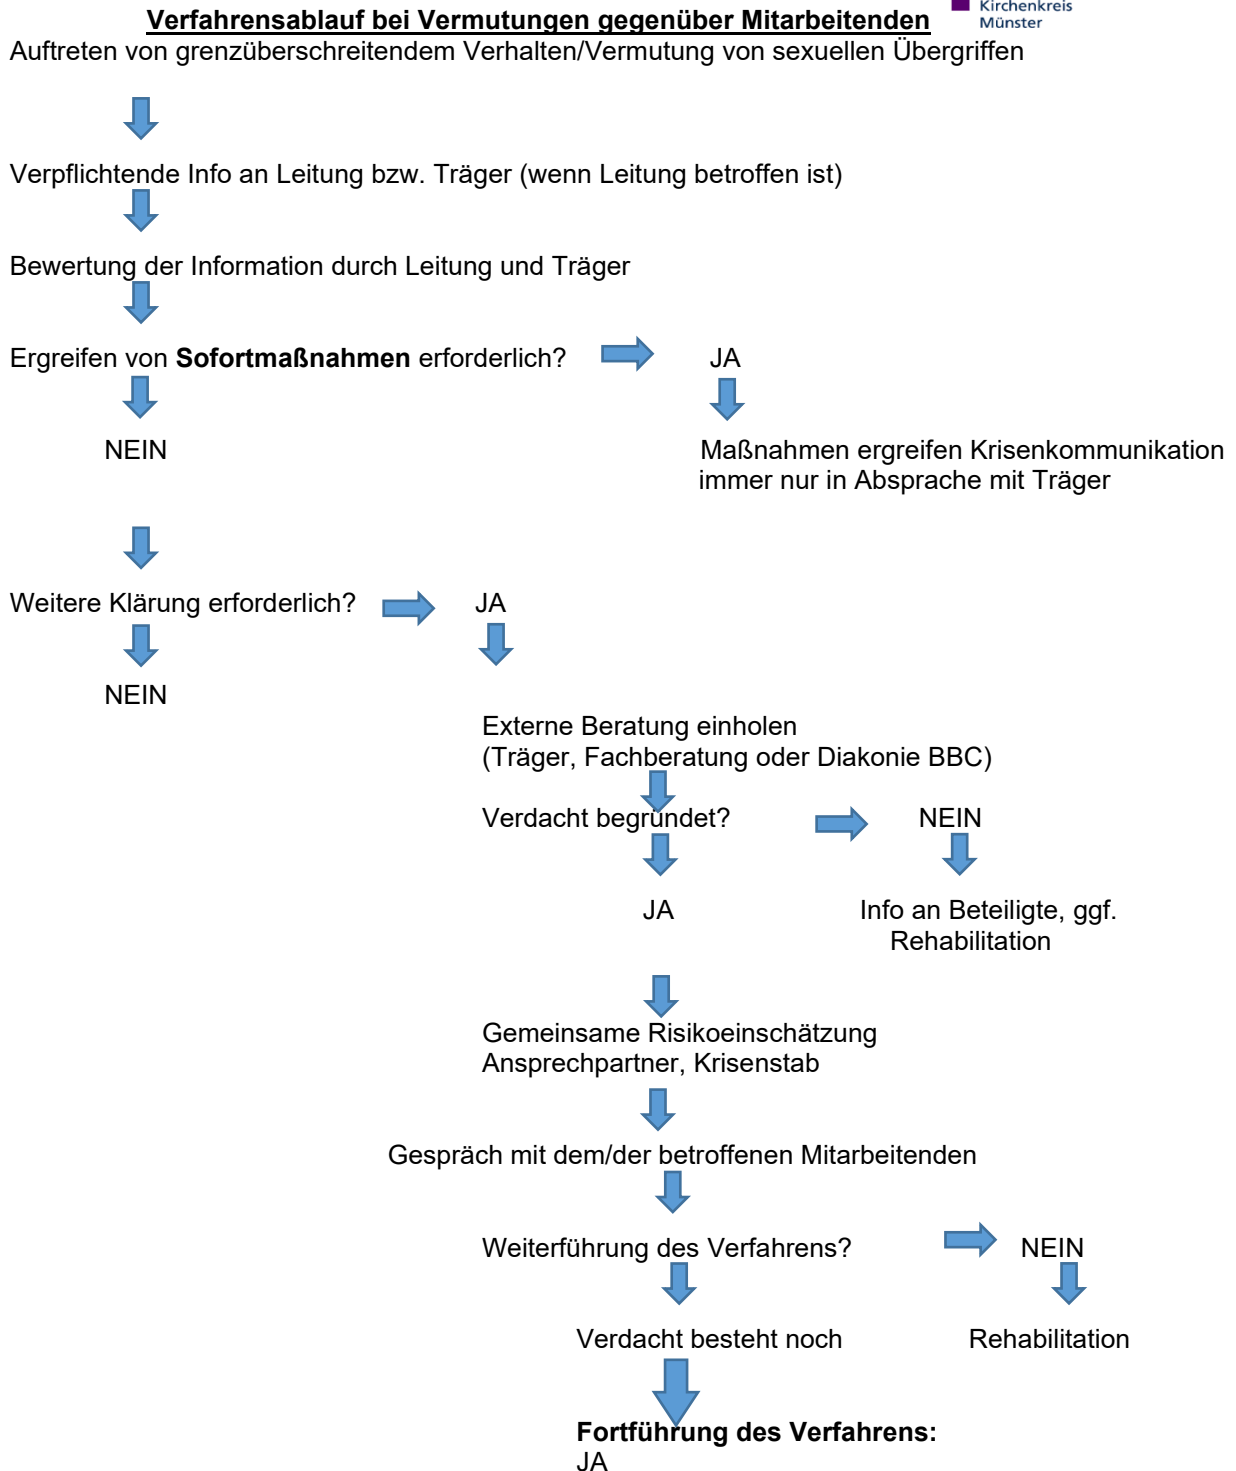 Kirchenkreis
Münster
Verfahrensablauf bei Vermutungen gegenüber Mitarbeitenden
Auftreten von grenzüberschreitendem Verhalten/Vermutung von sexuellen Übergriffen
Verpflichtende Info an Leitung bzw. Träger (wenn Leitung betroffen ist)
Bewertung der Information durch Leitung und Träger
Ergreifen von Sofortmaßnahmen erforderlich?
JA
NEIN
Maßnahmen ergreifen Krisenkommunikation
immer nur in Absprache mit Träger
Weitere Klärung erforderlich?
JA
NEIN
Externe Beratung einholen
(Träger, Fachberatung oder Diakonie BBC)
Verdacht begründet?
NEIN
JA
Info an Beteiligte, ggf.
Rehabilitation
Gemeinsame Risikoeinschätzung
Ansprechpartner, Krisenstab
Gespräch mit dem/der betroffenen Mitarbeitenden
Weiterführung des Verfahrens?
NEIN
Verdacht besteht noch
Rehabilitation
Fortführung des Verfahrens:
JA